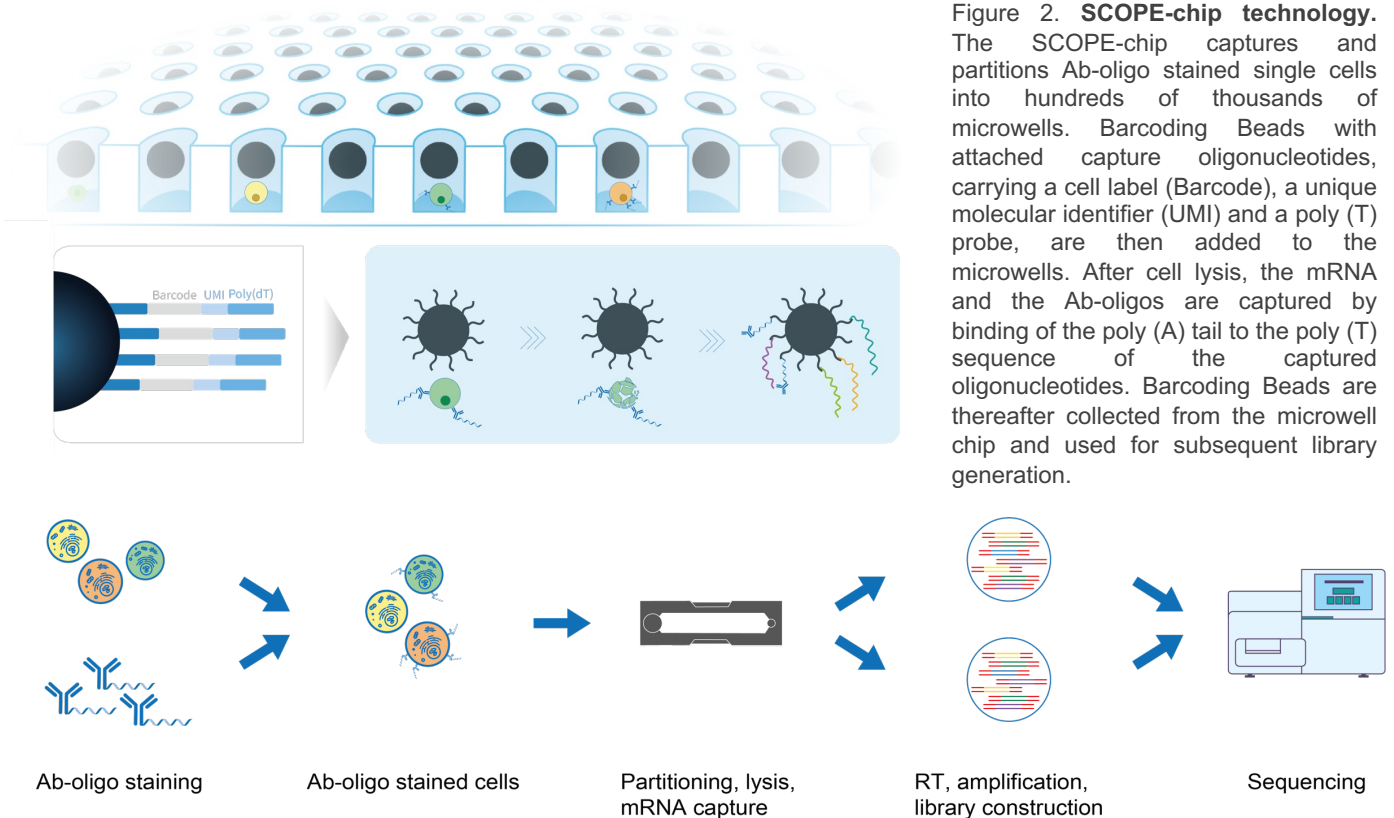 Figure 2. SCOPE-chip technology.
The SCOPE-chip captures and
partitions Ab-oligo stained single cells
into hundreds of thousands of
microwells. Barcoding Beads with
attached capture oligonucleotides,
carrying a cell label (Barcode), a unique
molecular identifier (UMI) and a poly (T)
probe, are then added to the
microwells. After cell lysis, the mRNA
and the Ab-oligos are captured by
binding of the poly (A) tail to the poly (T)
sequence of the captured
oligonucleotides. Barcoding Beads are
thereafter collected from the microwell
chip and used for subsequent library
generation.
Barcode UMI Poly(dT)
Ab-oligo staining
Ab-oligo stained cells
Partitioning, lysis,
mRNA capture
RT, amplification,
library construction
Sequencing